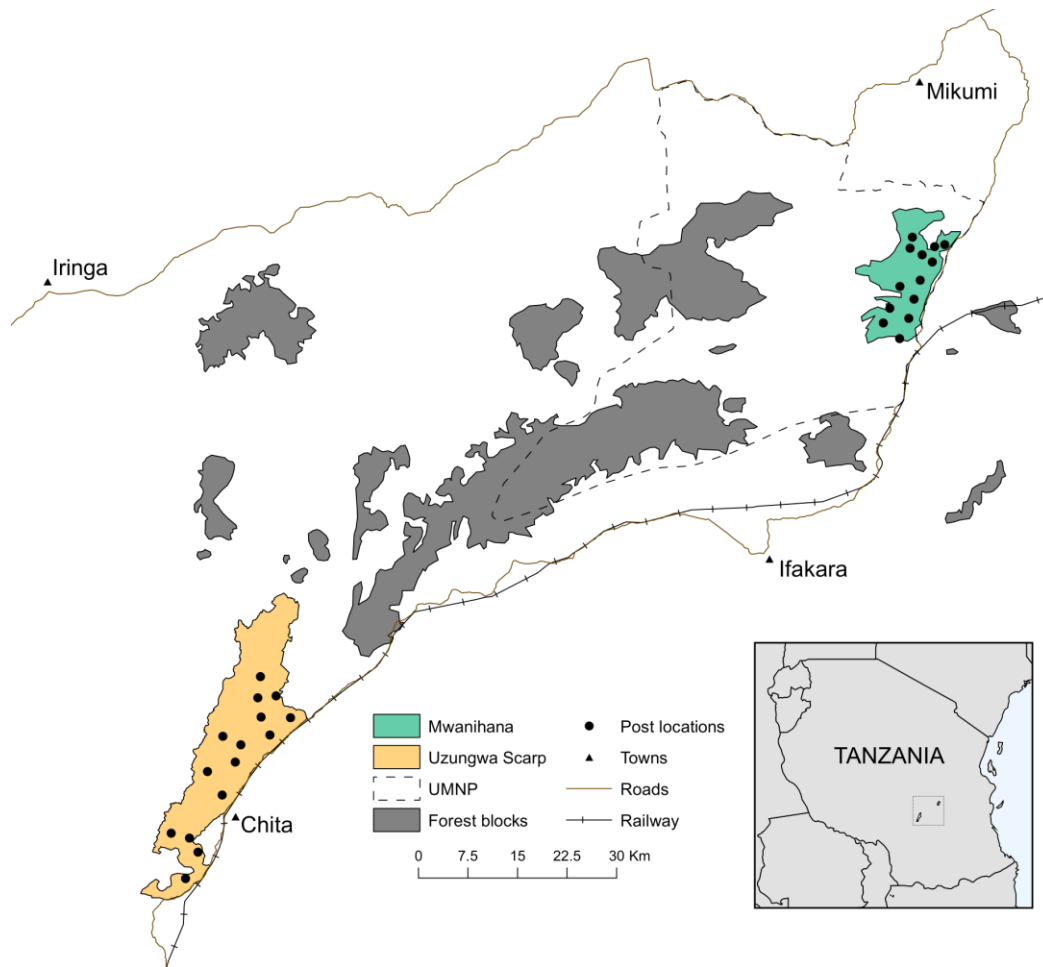 Mikumi
Iringa
Ifakara
Mwanihana
Post locations
Uzungwa Scarp
Towns
UMNP
Roads
Forest blocks
Railway
Chita
0 7.5 15 22.5 30 Km
TANZANIA